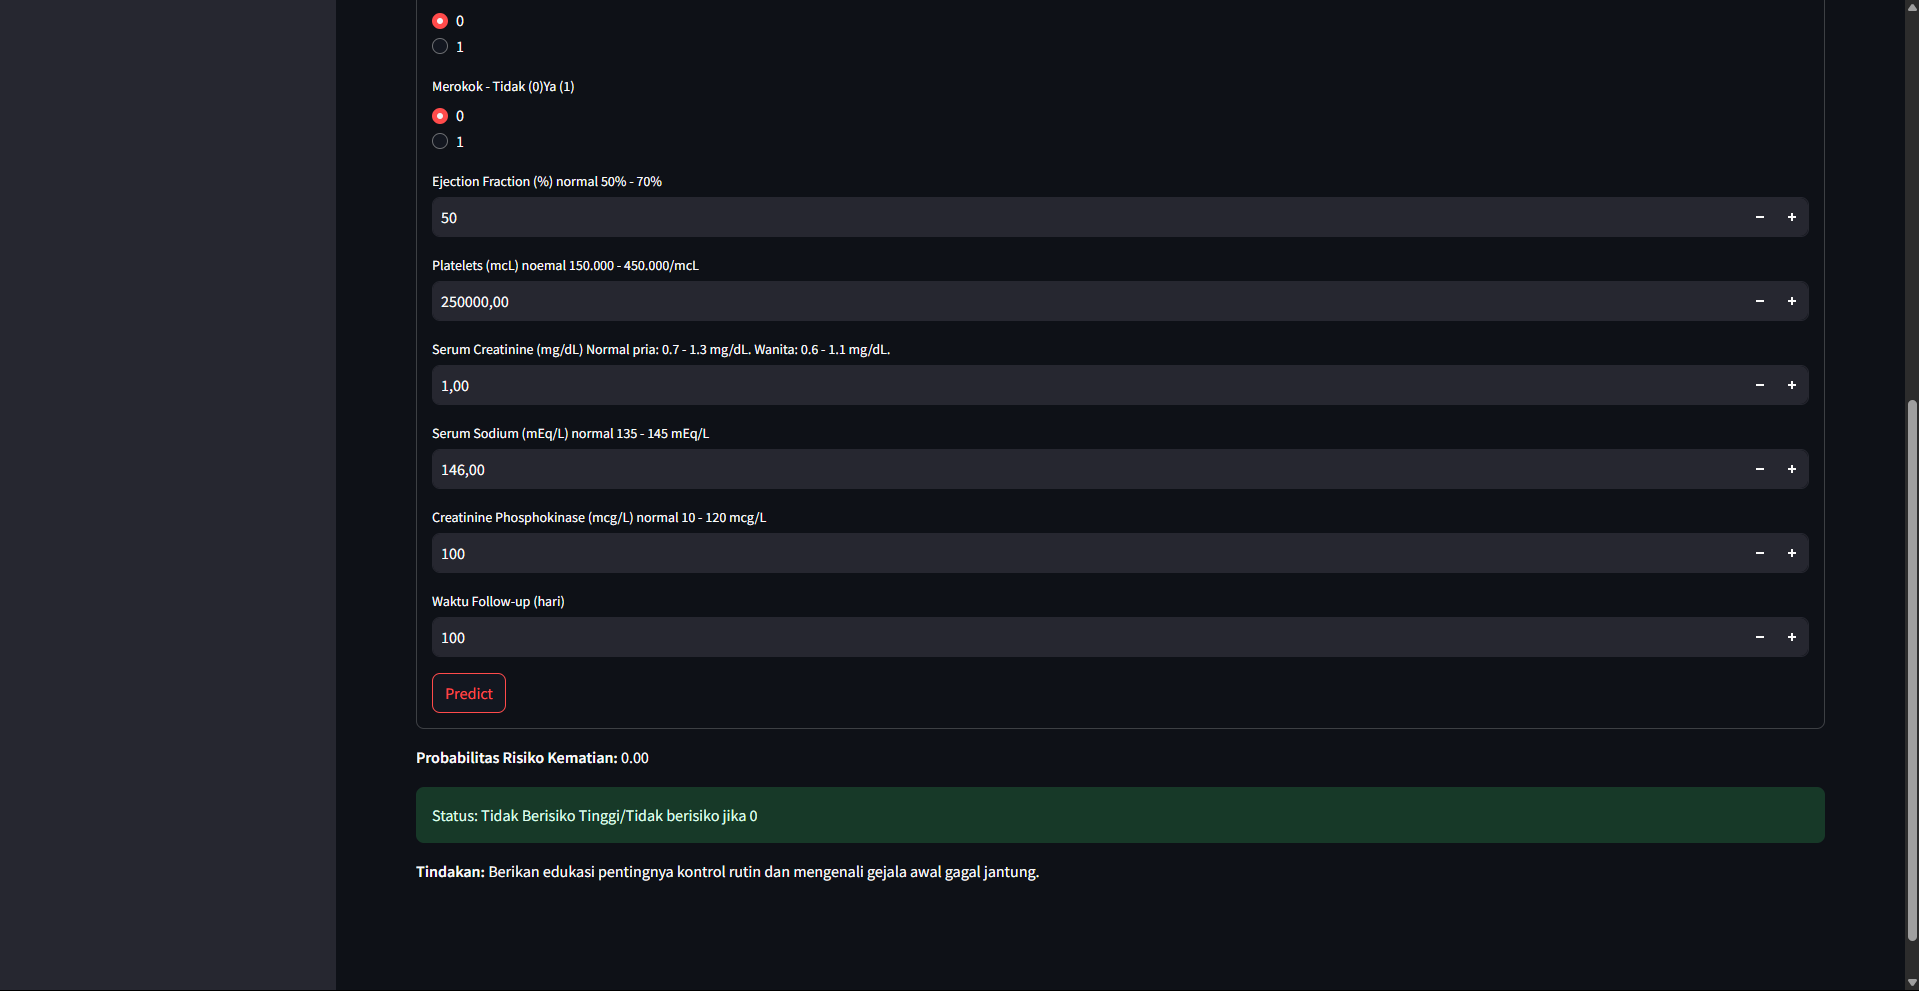 0
1
Merokok - Tidak (0)Ya (1)
0
1
Ejection Fraction (%) normal 50% - 70%
50
Platelets (mcL) noemal 150.000 - 450.000/mcL
250000,00
Serum Creatinine (mg/dL) Normal pria: 0.7 - 1.3 mg/dL. Wanita: 0.6 - 1.1 mg/dL.
1,00
Serum Sodium (mEq/L) normal 135 - 145 mEq/L
146,00
Creatinine Phosphokinase (mcg/L) normal 10 - 120 mcg/L
100
Waktu Follow-up (hari)
100
Predict
Probabilitas Risiko Kematian: 0.00
Status: Tidak Berisiko Tinggi/Tidak berisiko jika 0
Tindakan: Berikan edukasi pentingnya kontrol rutin dan mengenali gejala awal gagal jantung.